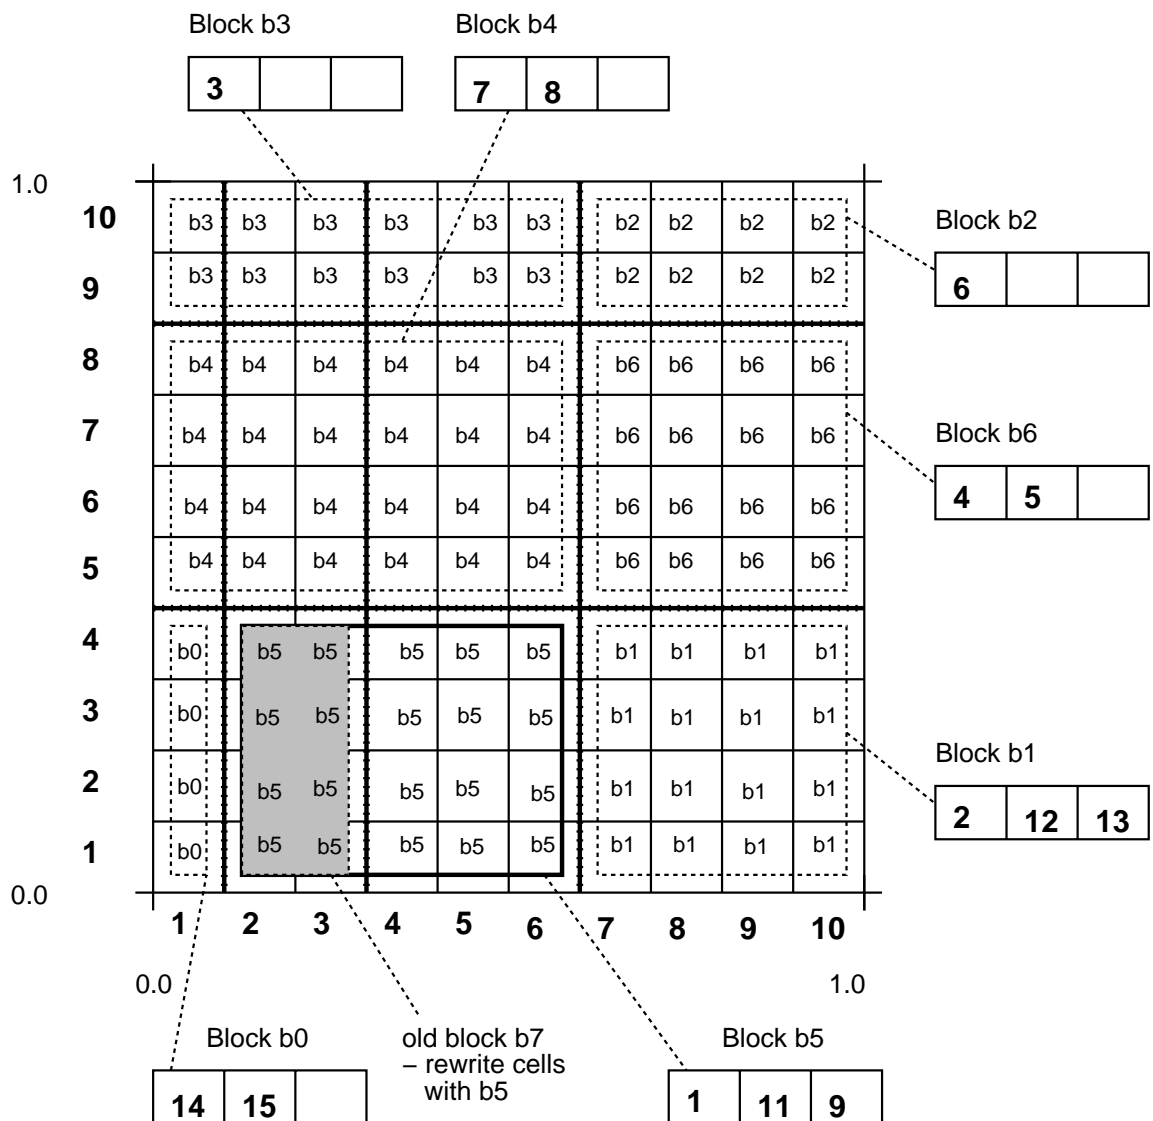 Block b3 Block b4
3 7 8
1.0
10 b3 b3 b3 b3 b3 b3 b2 b2 b2 b2 Block b2
9 b3 b3 b3 b3 b3 b3 b2 b2 b2 b2 6
8 b4 b4 b4 b4 b4 b4 b6 b6 b6 b6
7 b4 b4 b4 b4 b4 b4 b6 b6 b6 b6 Block b6
6 b4 b4 b4 b4 b4 b4 b6 b6 b6 b6 4 5
5 b4 b4 b4 b4 b4 b4 b6 b6 b6 b6
4 b0 b5 b5 b5 b5 b5 b1 b1 b1 b1
3 b0 b5 b5 b5 b5 b5 b1 b1 b1 b1
Block b1
2 b0 b5 b5 b5 b5 b5 b1 b1 b1 b1 2 12 13
1 b0 b5 b5 b5 b5 b5 b1 b1 b1 b1
0.0
1 2 3 4 5 6 7 8 9 10
0.0 1.0
Block b0 old block b7 Block b5
– rewrite cells
with b5
14 15 1 11 9